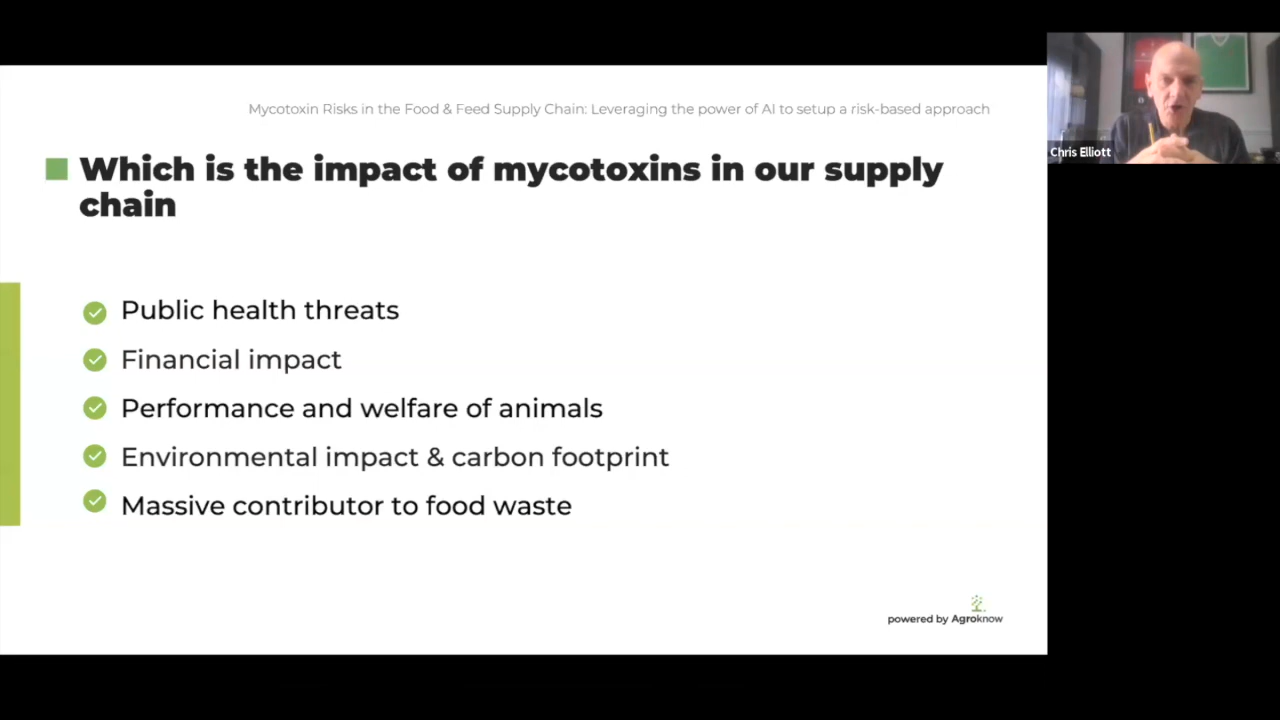 Mycotoxin Risks in the Food & Feed Supply Chain: Leveraging the power of AI to setup a risk-based approach
Which is the impact of mycotoxins in our supply
chain
Public health threats
Financial impact
Performance and welfare of animals
Environmental impact & carbon footprint
Massive contributor to food waste
powered by Agroknow
Chris Elliott